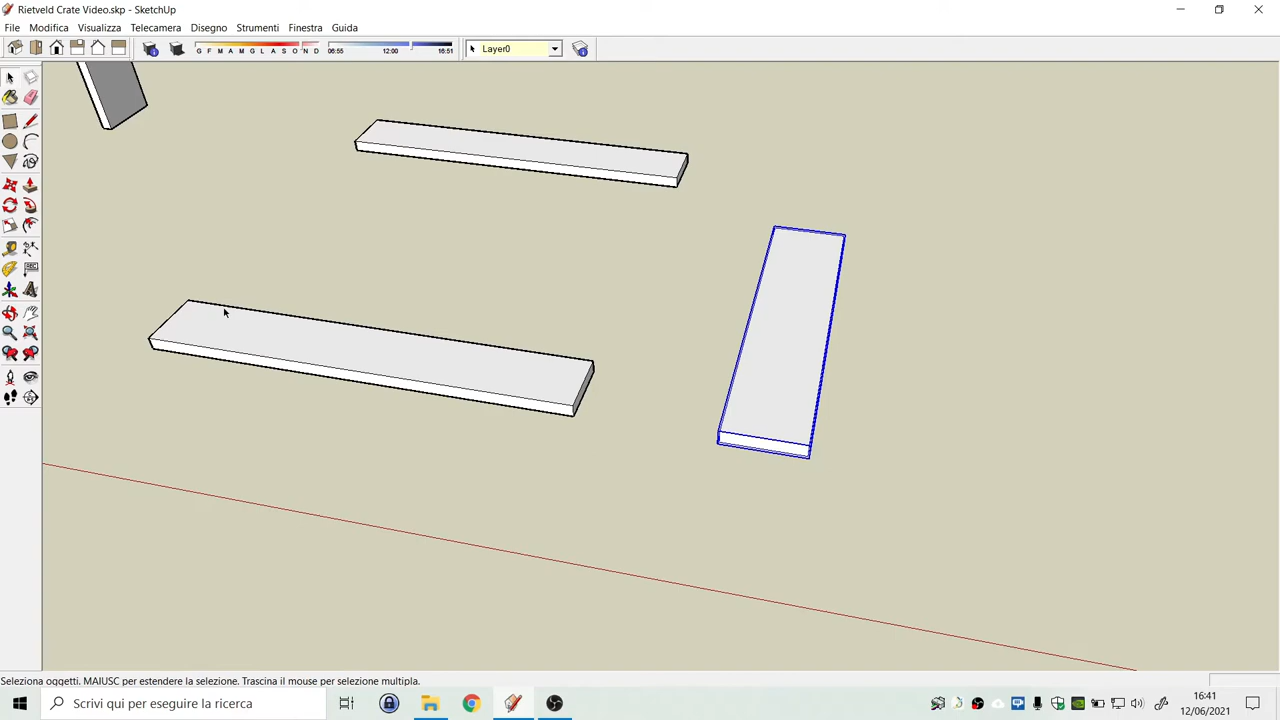 Rietveld Crate Video.skp - SketchUp
File Modifica Visualizza Telecamera Disegno Strumenti Finestra Guida
G F M A M G L A S O N D 06:55 12:00 16:51 Layer0
ABC
Seleziona oggetti. MAIUSC per estendere la selezione. Trascina il mouse per selezione multipla.
Scrivi qui per eseguire la ricerca
16:41
12/06/2021